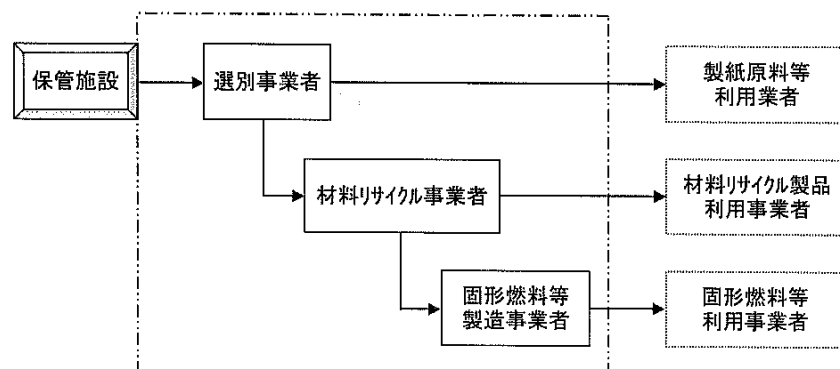 保管施設
選別事業者
製紙原料等
利用業者
材料リサイクル事業者
材料リサイクル製品
利用事業者
固形燃料等
製造事業者
固形燃料等
利用事業者